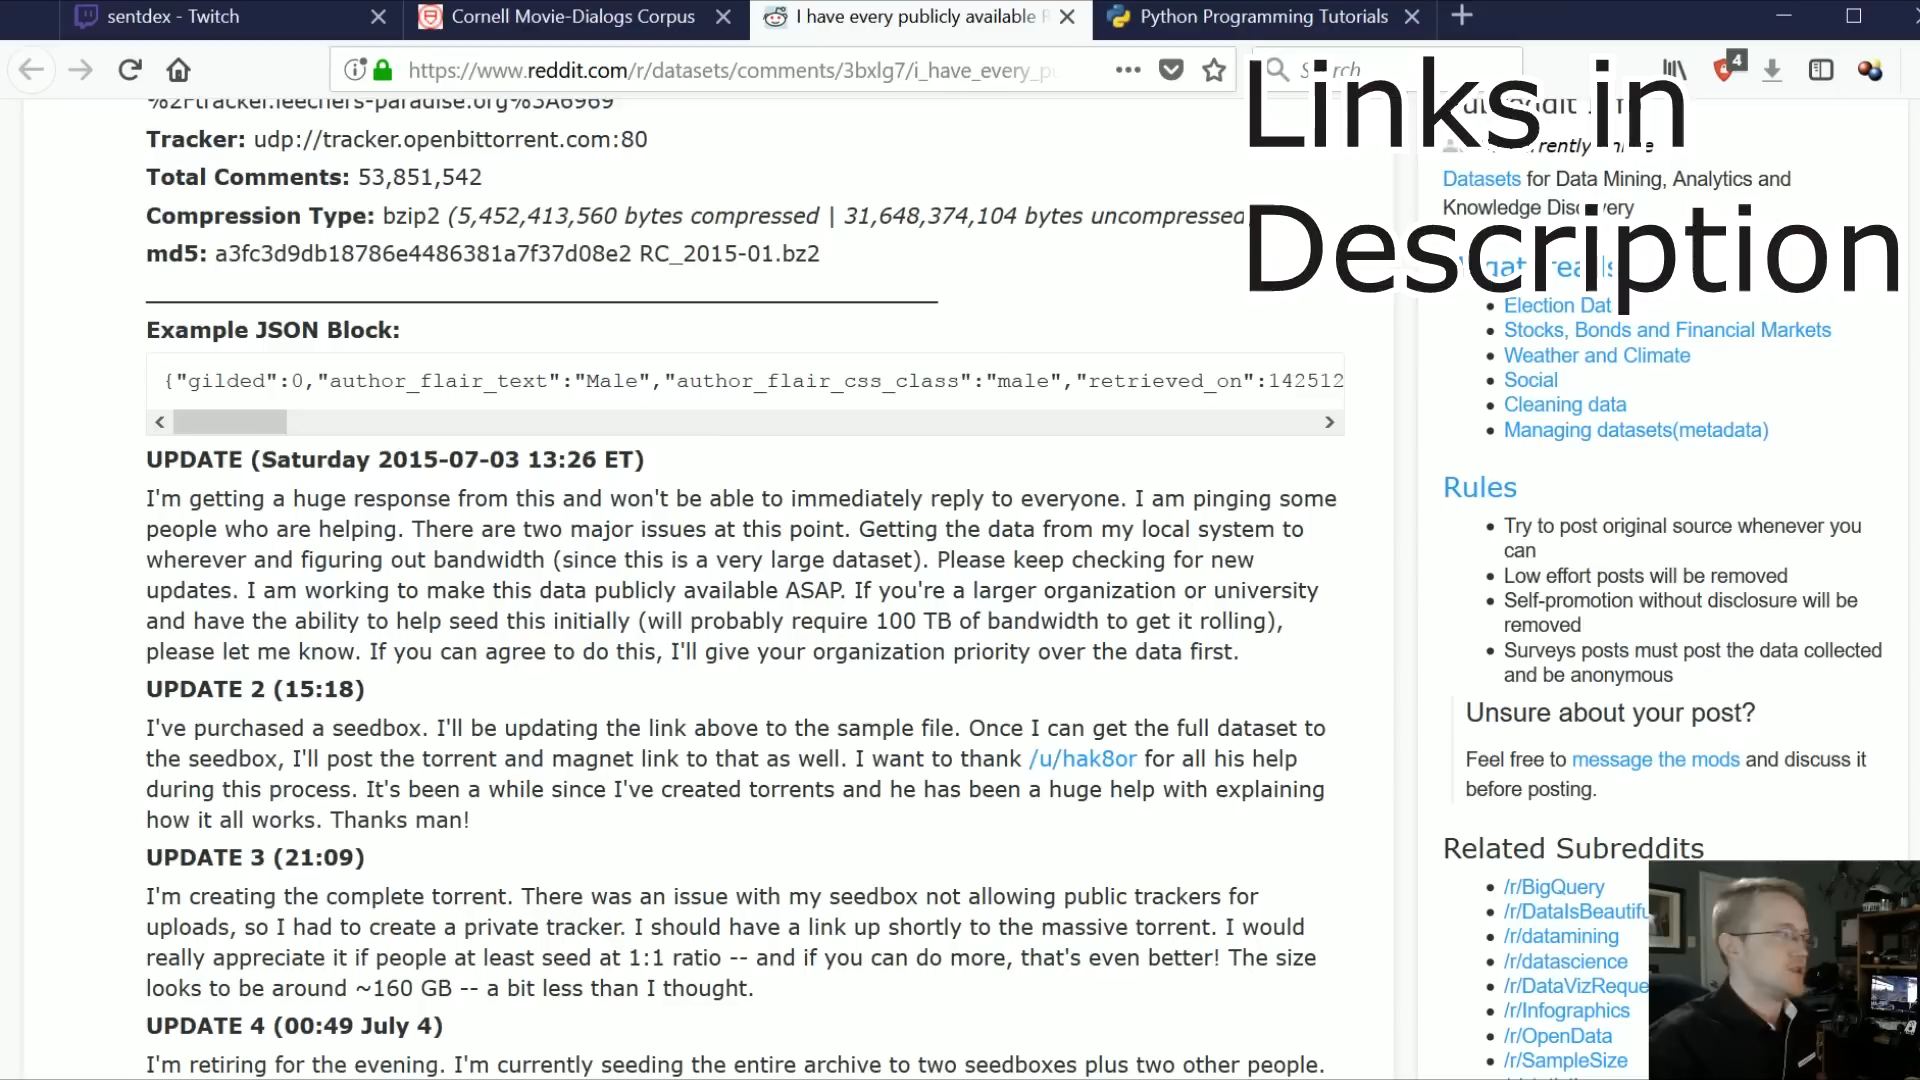 sentdex - Twitch
Cornell Movie-Dialogs Corpus
I have every publicly available
Python Programming Tutorials
https://www.reddit.com/r/datasets/comments/3bxlg7/i_have_every_pu
4
Links in
Description
%2Ftracker.leechers-paradise.org%3A6969
Tracker: udp://tracker.openbittorrent.com:80
Total Comments: 53,851,542
Compression Type: bzip2 (5,452,413,560 bytes compressed | 31,648,374,104 bytes uncompressed
md5: a3fc3d9db18786e4486381a7f37d08e2 RC_2015-01.bz2
Example JSON Block:
{"gilded":0,"author_flair_text":"Male","author_flair_css_class":"male","retrieved_on":142512
UPDATE (Saturday 2015-07-03 13:26 ET)
I'm getting a huge response from this and won't be able to immediately reply to everyone. I am pinging some
people who are helping. There are two major issues at this point. Getting the data from my local system to
wherever and figuring out bandwidth (since this is a very large dataset). Please keep checking for new
updates. I am working to make this data publicly available ASAP. If you're a larger organization or university
and have the ability to help seed this initially (will probably require 100 TB of bandwidth to get it rolling),
please let me know. If you can agree to do this, I'll give your organization priority over the data first.
UPDATE 2 (15:18)
I've purchased a seedbox. I'll be updating the link above to the sample file. Once I can get the full dataset to
the seedbox, I'll post the torrent and magnet link to that as well. I want to thank /u/hak8or for all his help
during this process. It's been a while since I've created torrents and he has been a huge help with explaining
how it all works. Thanks man!
UPDATE 3 (21:09)
I'm creating the complete torrent. There was an issue with my seedbox not allowing public trackers for
uploads, so I had to create a private tracker. I should have a link up shortly to the massive torrent. I would
really appreciate it if people at least seed at 1:1 ratio -- and if you can do more, that's even better! The size
looks to be around ~160 GB -- a bit less than I thought.
UPDATE 4 (00:49 July 4)
I'm retiring for the evening. I'm currently seeding the entire archive to two seedboxes plus two other people.
Datasets for Data Mining, Analytics and
Knowledge Discovery
Election Dat
Stocks, Bonds and Financial Markets
Weather and Climate
Social
Cleaning data
Managing datasets(metadata)
Rules
Try to post original source whenever you
can
Low effort posts will be removed
Self-promotion without disclosure will be
removed
Surveys posts must post the data collected
and be anonymous
Unsure about your post?
Feel free to message the mods and discuss it
before posting.
Related Subreddits
/r/BigQuery
/r/DataIsBeautifu
/r/datamining
/r/datascience
/r/DataVizReque
/r/Infographics
/r/OpenData
/r/SampleSize